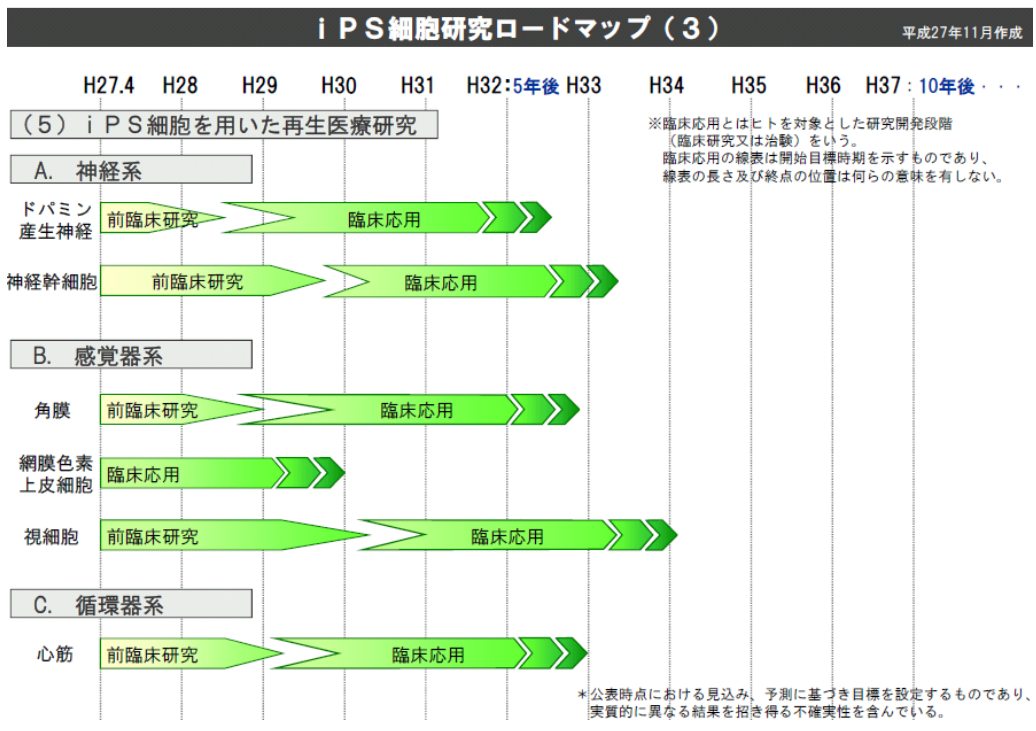 ｉＰＳ細胞研究ロードマップ（３）
平成27年11月作成
H27.4 H28 H29 H30 H31 H32：5年後 H33 H34 H35 H36 H37：10年後・・・
（５）ｉＰＳ細胞を用いた再生医療研究
※臨床応用とはヒトを対象とした研究開発段階
（臨床研究又は治験）をいう。
臨床応用の線表は開始目標時期を示すものであり、
線表の長さ及び終点の位置は何らの意味を有しない。
A. 神経系
ドパミン
産生神経
前臨床研究 臨床応用
神経幹細胞 前臨床研究 臨床応用
B. 感覚器系
角膜 前臨床研究 臨床応用
網膜色素
上皮細胞
臨床応用
視細胞 前臨床研究 臨床応用
C. 循環器系
心筋 前臨床研究 臨床応用
＊公表時点における見込み、予測に基づき目標を設定するものであり、
実質的に異なる結果を招き得る不確実性を含んでいる。